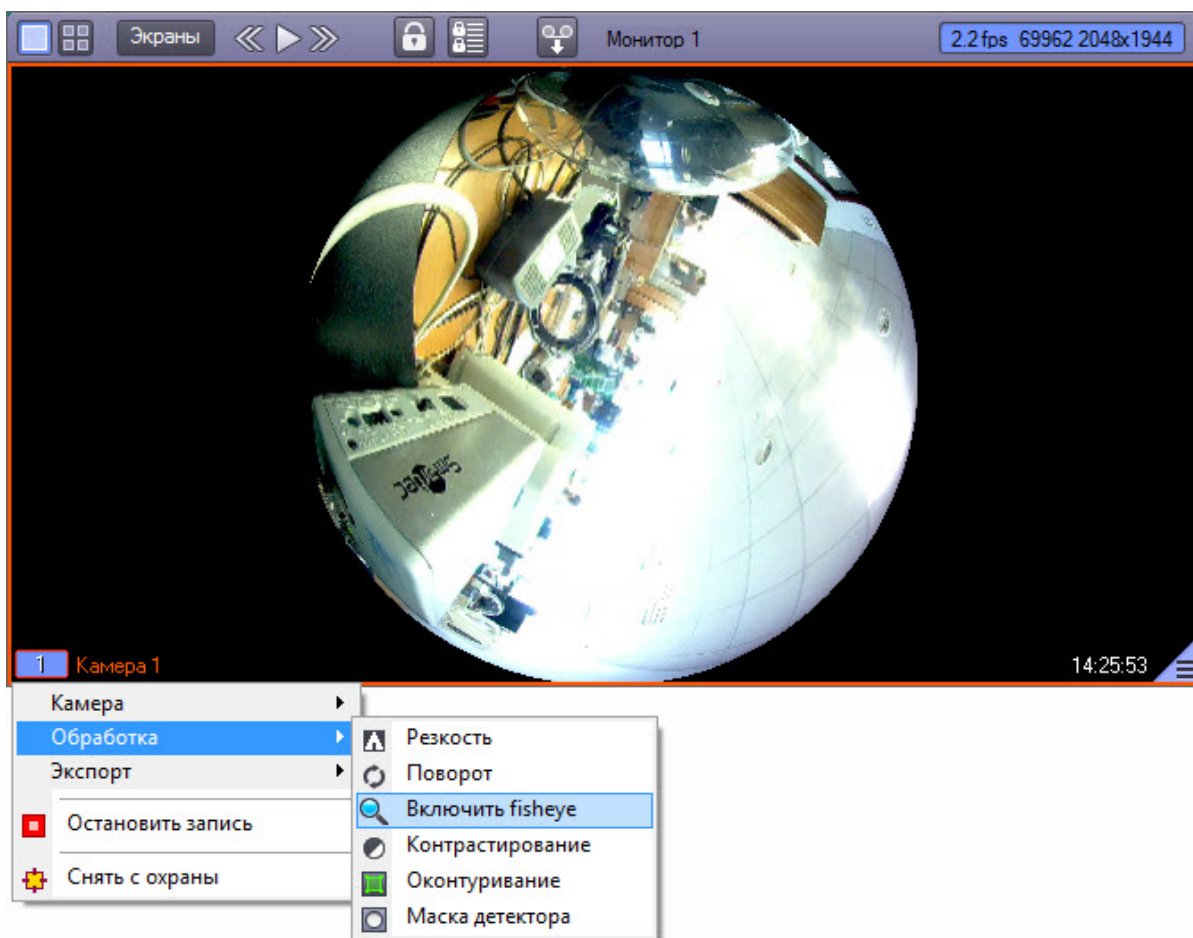 Экраны
Монитор 1
2.2 fps 69962 2048x1944
1 Камера 1
14:25:53
Камера
Обработка
Экспорт
Остановить запись
Снять с охраны
Резкость
Поворот
Включить fisheye
Контрастирование
Оконтуривание
Маска детектора